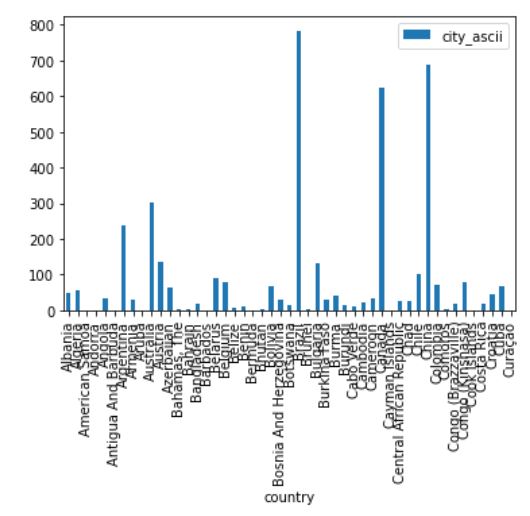 800
700
600
500
400
300
200
100
0
city_ascii
Albania
Algeria
American Samoa
Andorra
Angola
Antigua And Barbuda
Argentina
Armenia
Aruba
Australia
Austria
Azerbaijan
Bahamas, The
Bahrain
Bangladesh
Barbados
Belarus
Belgium
Belize
Benin
Bermuda
Bhutan
Bolivia
Bosnia And Herzegovina
Botswana
Brazil
Brunei
Bulgaria
Burkina Faso
Burma
Burundi
Cabo Verde
Cambodia
Cameroon
Canada
Cayman Islands
Central African Republic
Chad
Chile
China
Colombia
Comoros
Congo (Brazzaville)
Congo (Kinshasa)
Cook Islands
Costa Rica
Croatia
Cuba
Curaçao
country